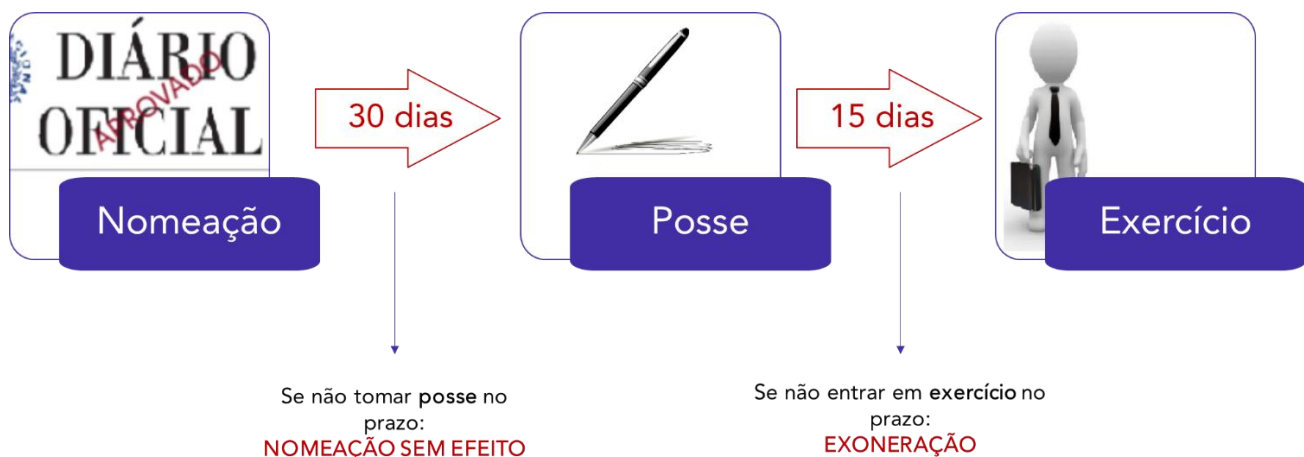 DIÁRIO
OFICIAL
APROVADO
30 dias
15 dias
Nomeação
Posse
Exercício
Se não tomar posse no
prazo:
NOMEAÇÃO SEM EFEITO
Se não entrar em exercício no
prazo:
EXONERAÇÃO